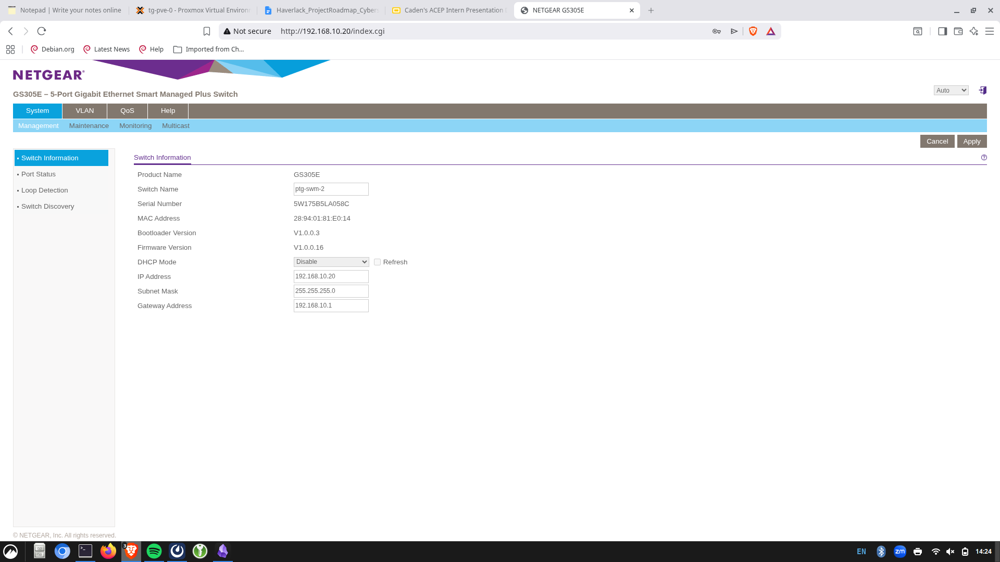 Notepad | Write your notes online
tg-pve-0 - Proxmox Virtual Environ
Haverlack_ProjectRoadmap_Cybers
Caden's ACEP Intern Presentation
NETGEAR GS305E
Not secure
http://192.168.10.20/index.cgi
Debian.org
Latest News
Help
Imported from Ch...
NETGEAR®
GS305E – 5-Port Gigabit Ethernet Smart Managed Plus Switch
Auto
System
VLAN
QoS
Help
Management
Maintenance
Monitoring
Multicast
Cancel
Apply
Switch Information
Port Status
Loop Detection
Switch Discovery
Switch Information
Product Name GS305E
Switch Name ptg-swm-2
Serial Number 5W175B5LA058C
MAC Address 28:94:01:81:E0:14
Bootloader Version V1.0.0.3
Firmware Version V1.0.0.16
DHCP Mode Disable Refresh
IP Address 192.168.10.20
Subnet Mask 255.255.255.0
Gateway Address 192.168.10.1
© NETGEAR, Inc. All rights reserved.
3
EN
zm
14:24